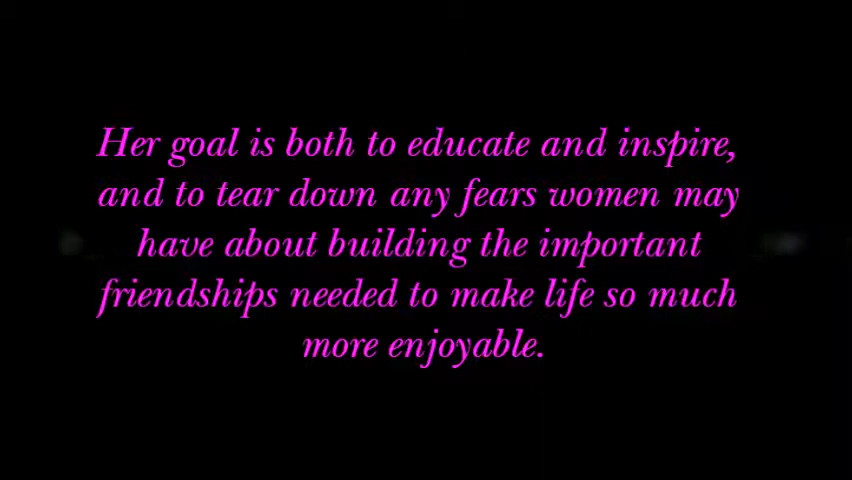 Her goal is both to educate and inspire,
and to tear down any fears women may
have about building the important
friendships needed to make life so much
more enjoyable.